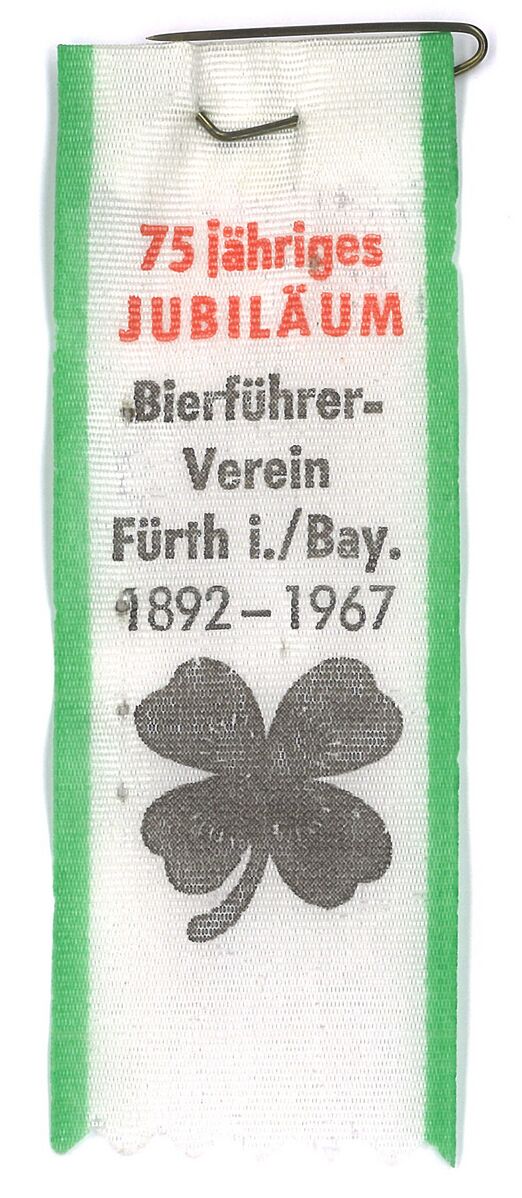 75 jähriges
JUBILÄUM
Bierführer-
Verein
Fürth i./Bay.
1892 – 1967